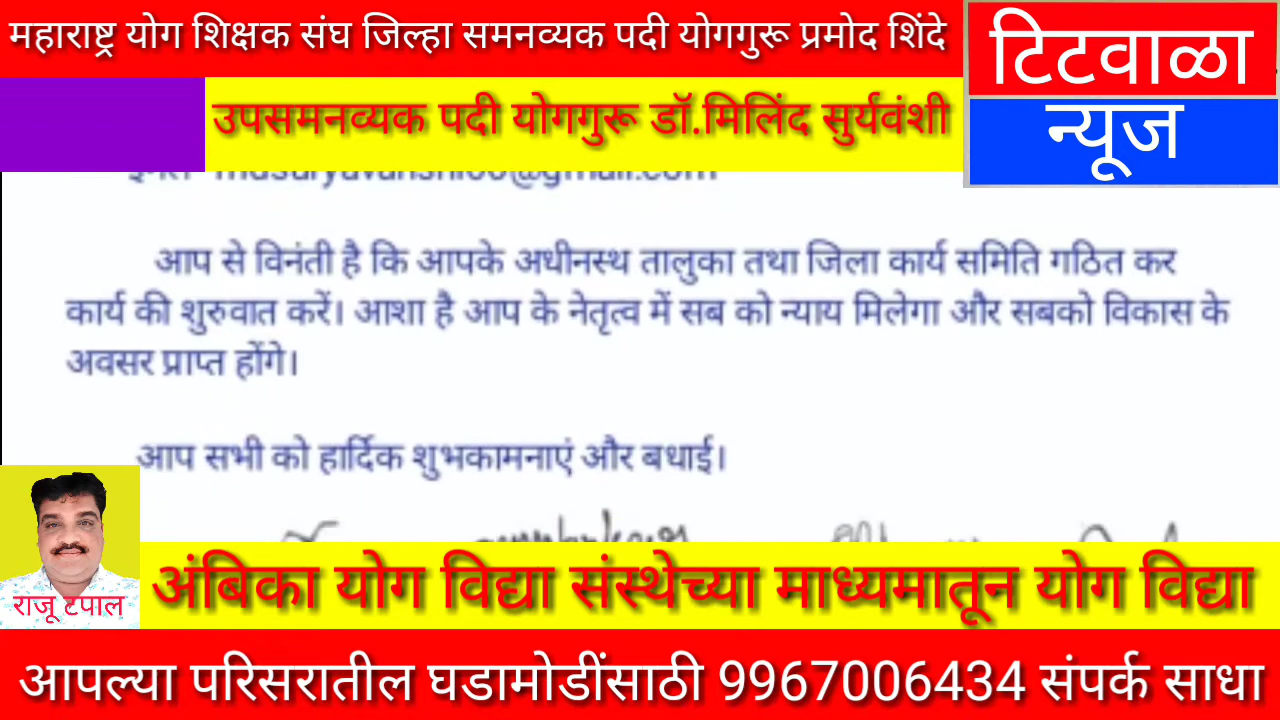 महाराष्ट्र योग शिक्षक संघ जिल्हा समनव्यक पदी योगगुरू प्रमोद शिंदे
टिटवाळा
न्यूज
उपसमनव्यक पदी योगगुरू डॉ.मिलिंद सुर्यवंशी
आप से विनंती है कि आपके अधीनस्थ तालुका तथा जिला कार्य समिति गठित कर
कार्य की शुरुवात करें। आशा है आप के नेतृत्व में सब को न्याय मिलेगा और सबको विकास के
अवसर प्राप्त होंगे।
आप सभी को हार्दिक शुभकामनाएं और बधाई।
राजू टपाल
अंबिका योग विद्या संस्थेच्या माध्यमातून योग विद्या
आपल्या परिसरातील घडामोडींसाठी 9967006434 संपर्क साधा